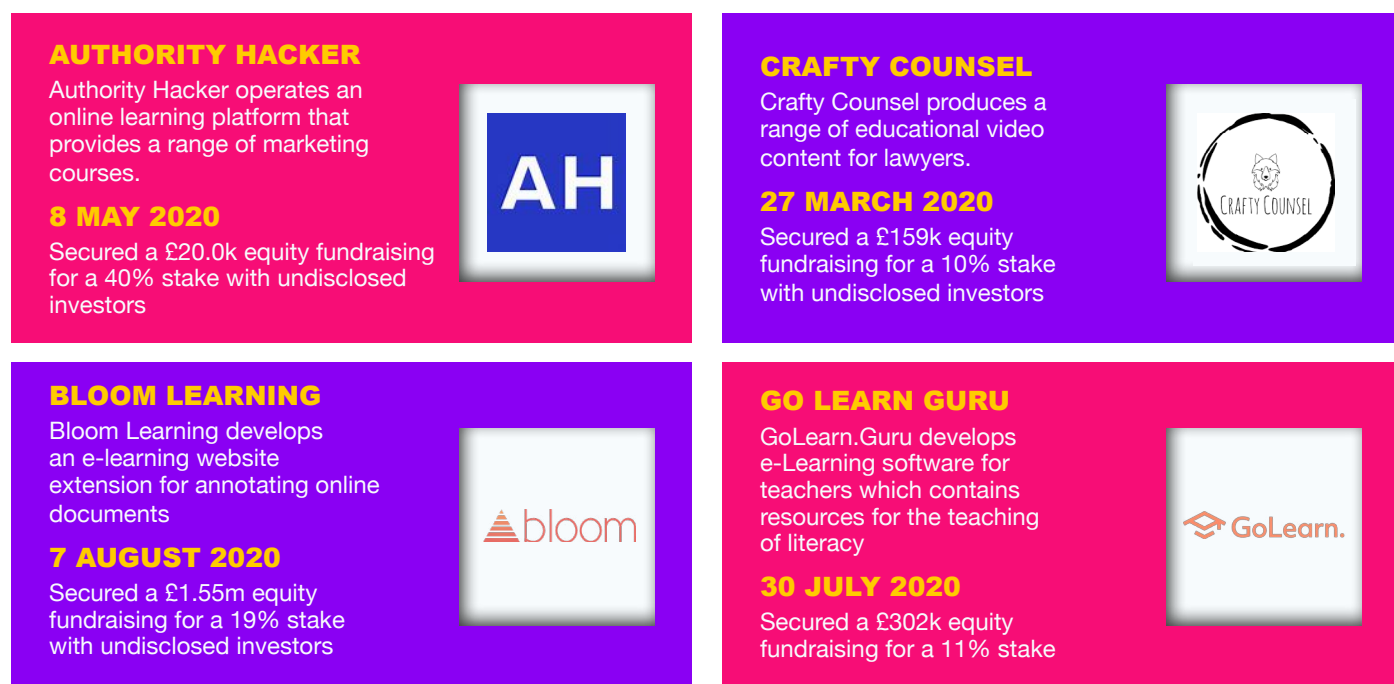 AUTHORITY HACKER
Authority Hacker operates an
online learning platform that
provides a range of marketing
courses.
8 MAY 2020
Secured a £20.0k equity fundraising
for a 40% stake with undisclosed
investors
AH
CRAFTY COUNSEL
Crafty Counsel produces a
range of educational video
content for lawyers.
27 MARCH 2020
Secured a £159k equity
fundraising for a 10% stake
with undisclosed investors
CRAFTY COUNSEL
BLOOM LEARNING
Bloom Learning develops
an e-learning website
extension for annotating online
documents
7 AUGUST 2020
Secured a £1.55m equity
fundraising for a 19% stake
with undisclosed investors
bloom
GO LEARN GURU
GoLearn.Guru develops
e-Learning software for
teachers which contains
resources for the teaching
of literacy
30 JULY 2020
Secured a £302k equity
fundraising for a 11% stake
GoLearn.